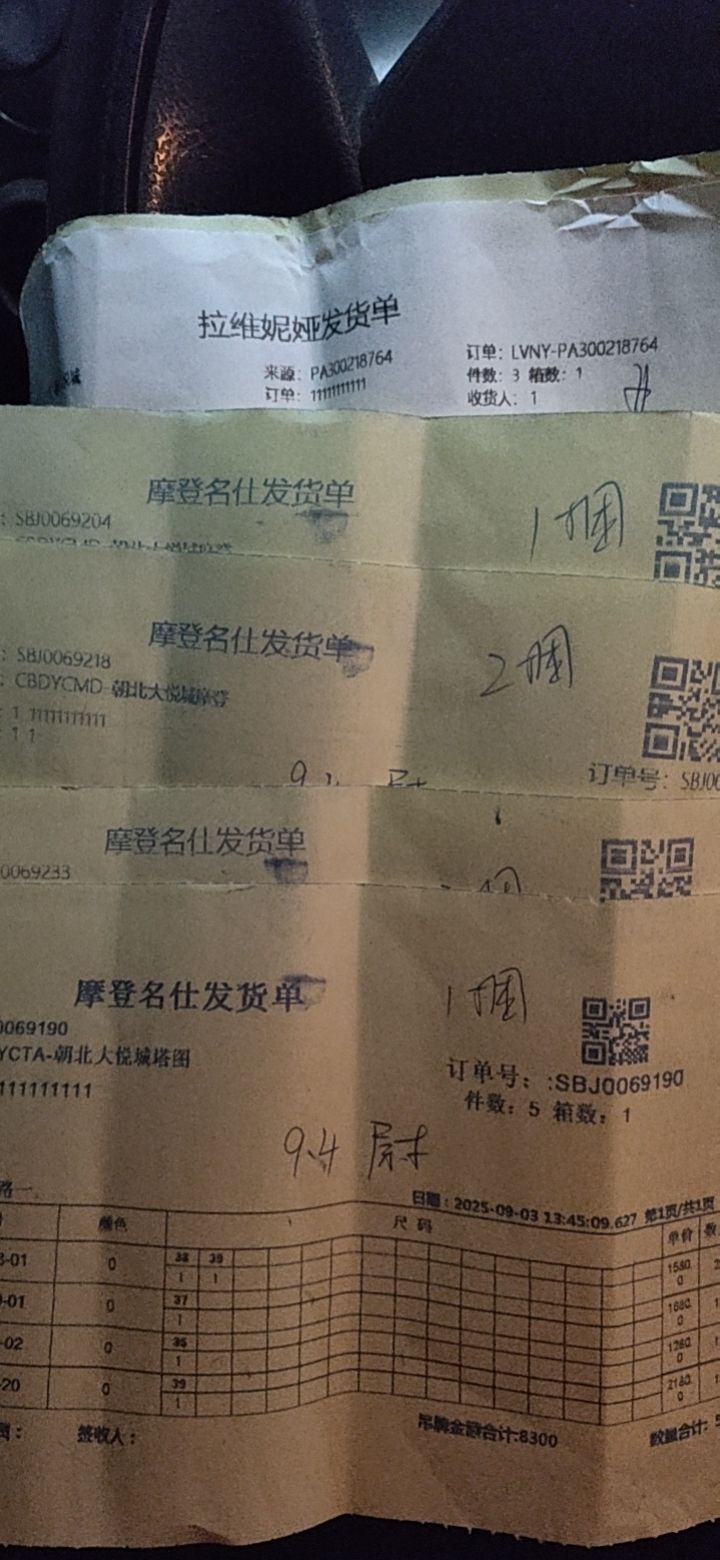 拉维妮娅发货单
来源: PA300218764
订单: 1111111111
订单: LVNY-PA300218764
件数: 3 箱数: 1
收货人: 1
摩登名仕发货单
: SBJ0069204
1捆
摩登名仕发货单
: SBJ0069218
: CBDYCMD-朝北大悦城摩登
: 1 11111111111
: 1 1
2捆
订单号: SBJ00
摩登名仕发货单
0069233
摩登名仕发货单
1捆
0069190
YCTA-朝北大悦城塔图
111111111
订单号: :SBJ0069190
件数: 5 箱数: 1
9.4
日期: 2025-09-03 13:45:09.627 第1页/共1页
颜色 尺码 单价 数
-01 0 38 39 1580
1 1 0
-01 0 37 1680
1 0
-02 0 35 1280
1 0
-20 0 39 2180
1 0
签收人:
吊牌金额合计:8300
数量合计: 5